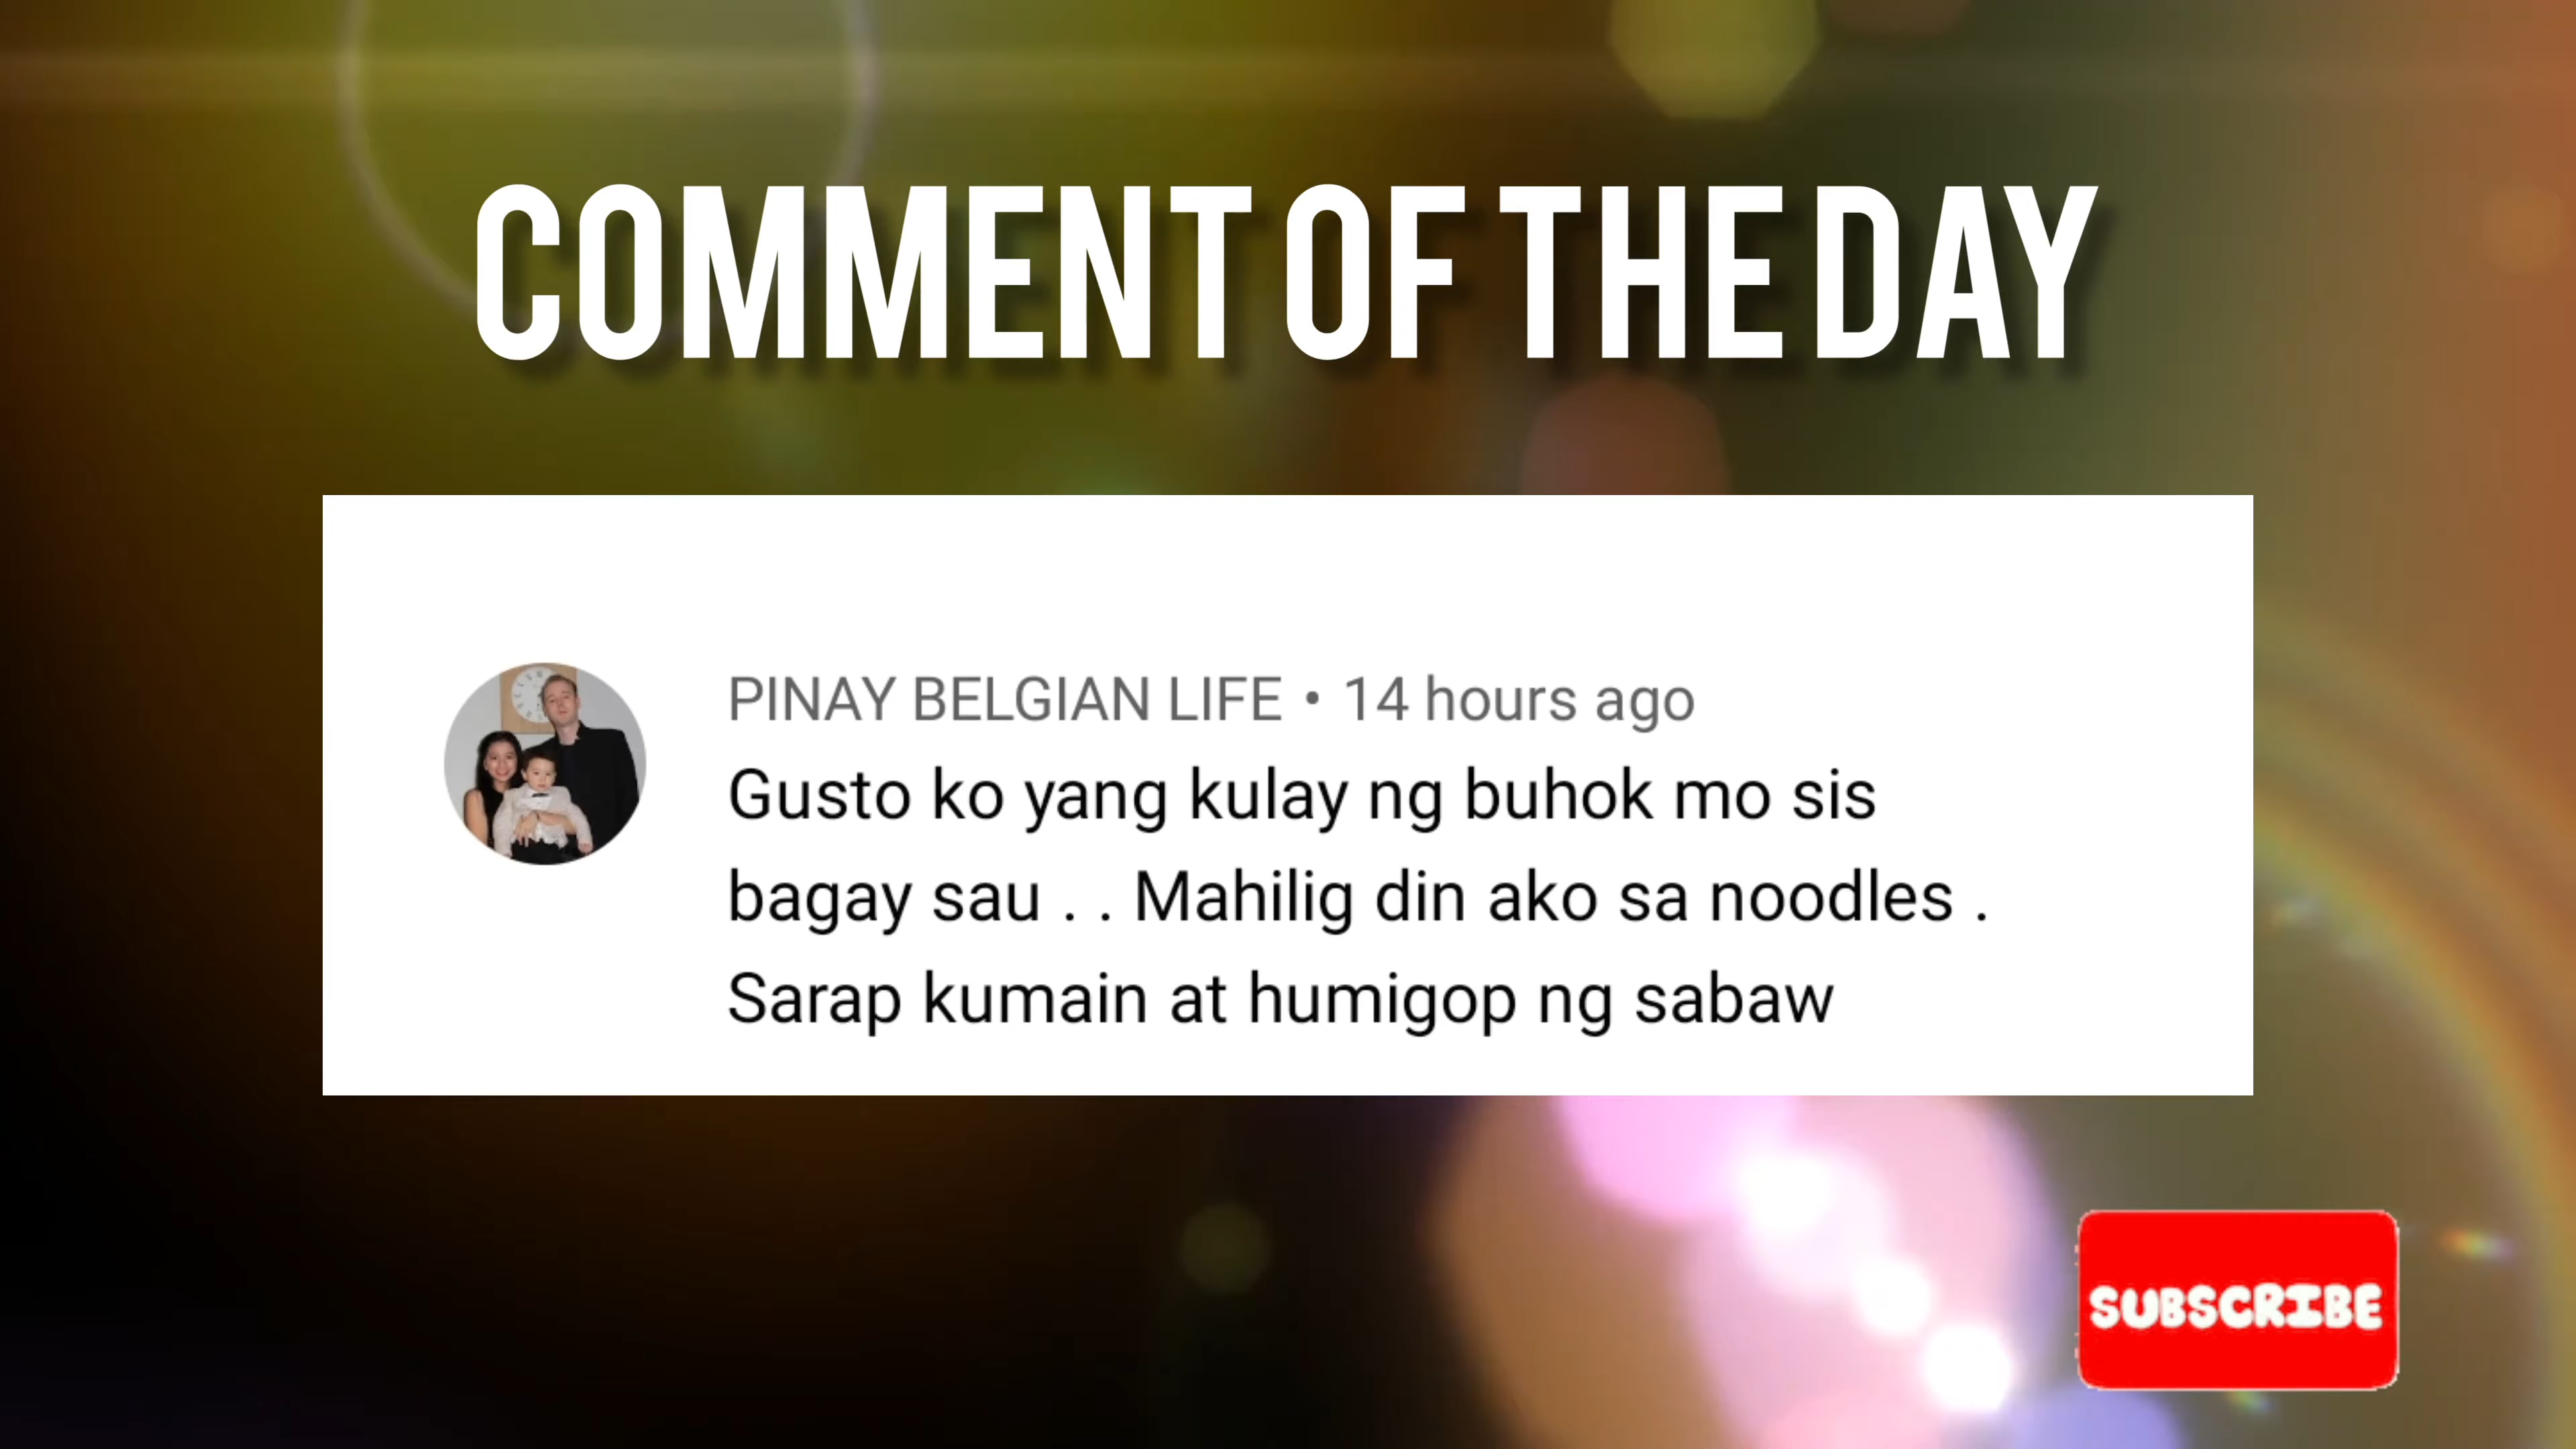 COMMENT OF THE DAY
PINAY BELGIAN LIFE • 14 hours ago
Gusto ko yang kulay ng buhok mo sis
bagay sau . . Mahilig din ako sa noodles .
Sarap kumain at humigop ng sabaw
SUBSCRIBE